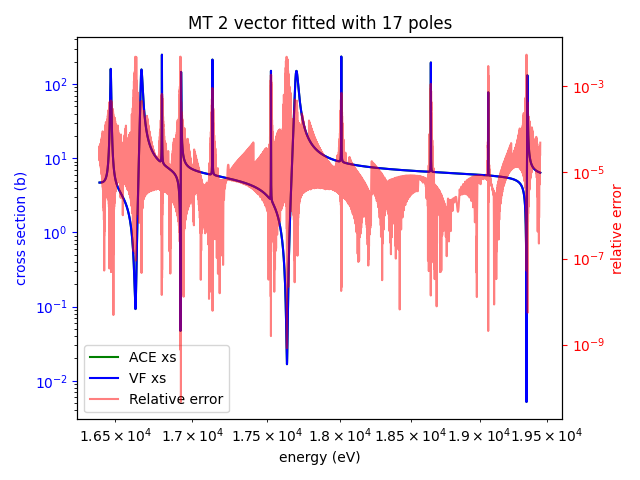 MT 2 vector fitted with 17 poles
cross section (b)
10²
10¹
10⁰
10⁻¹
10⁻²
10⁻³
10⁻⁵
10⁻⁷
10⁻⁹
relative error
ACE xs
VF xs
Relative error
1.65 × 10⁴ 1.7 × 10⁴ 1.75 × 10⁴ 1.8 × 10⁴ 1.85 × 10⁴ 1.9 × 10⁴ 1.95 × 10⁴
energy (eV)